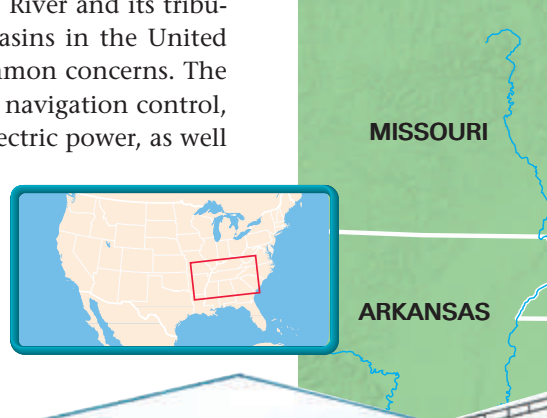 River and its tribu-
asins in the United
mon concerns. The
navigation control,
ectric power, as well
MISSOURI
ARKANSAS